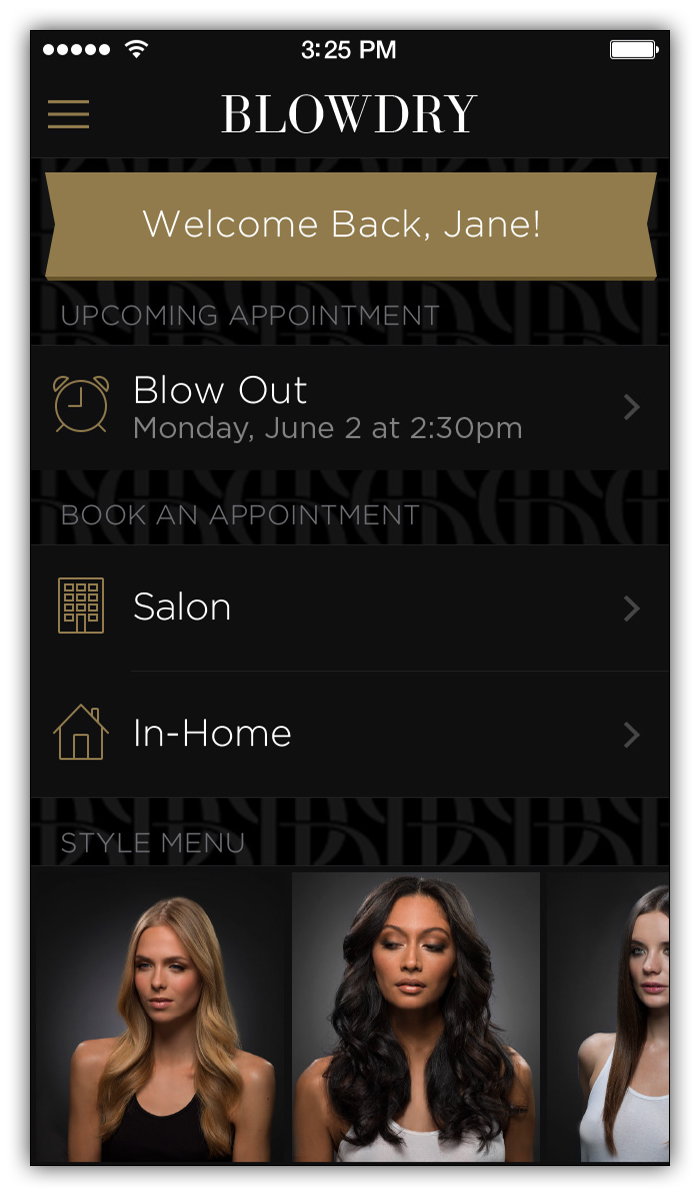 3:25 PM
BLOWDRY
Welcome Back, Jane!
UPCOMING APPOINTMENT
Blow Out
Monday, June 2 at 2:30pm
BOOK AN APPOINTMENT
Salon
In-Home
STYLE MENU